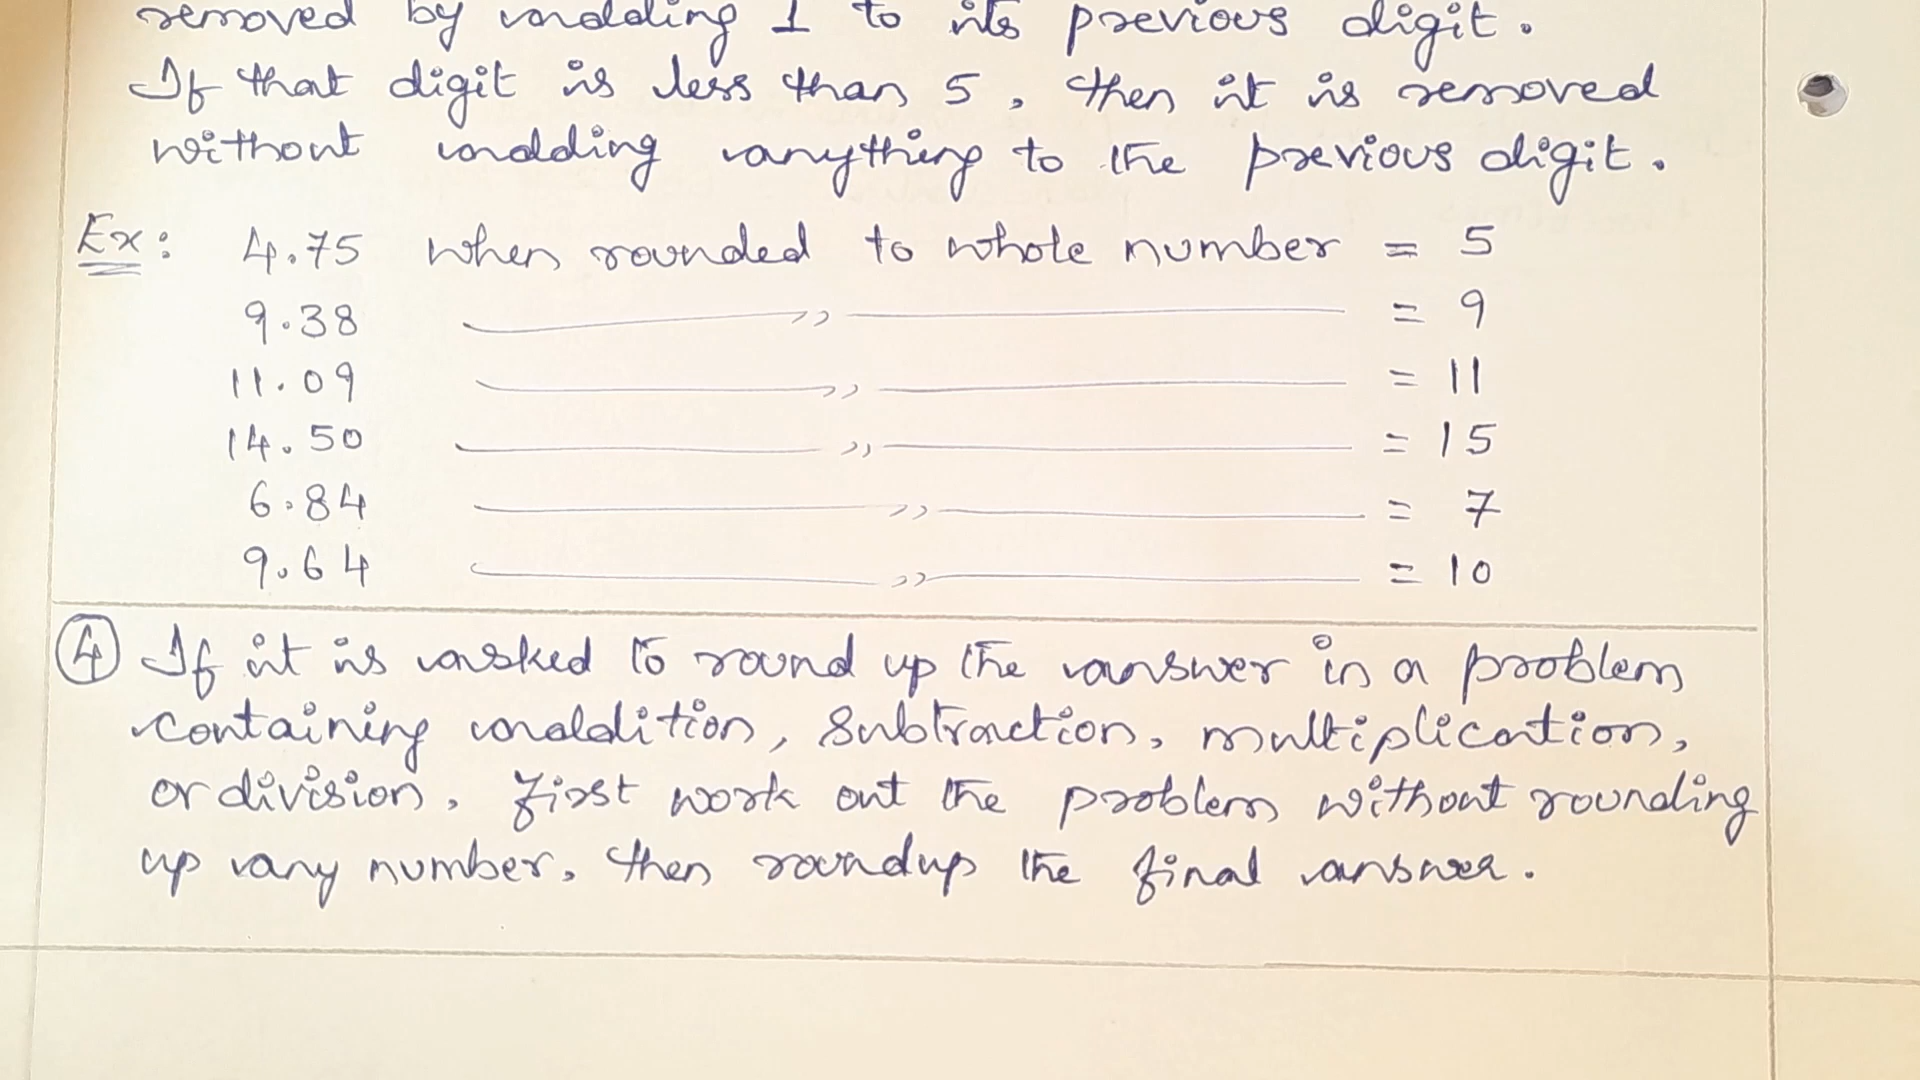 removed by adding 1 to its previous digit.
If that digit is less than 5, then it is removed
without adding anything to the previous digit.
Ex: 4.75 when rounded to whole number = 5
9.38 ——— ,, ——— = 9
11.09 ——— ,, ——— = 11
14.50 ——— ,, ——— = 15
6.84 ——— ,, ——— = 7
9.64 ——— ,, ——— = 10
④ If it is asked to round up the answer in a problem
containing addition, Subtraction, multiplication,
or division, first work out the problem without rounding
up any number, then roundup the final answer.